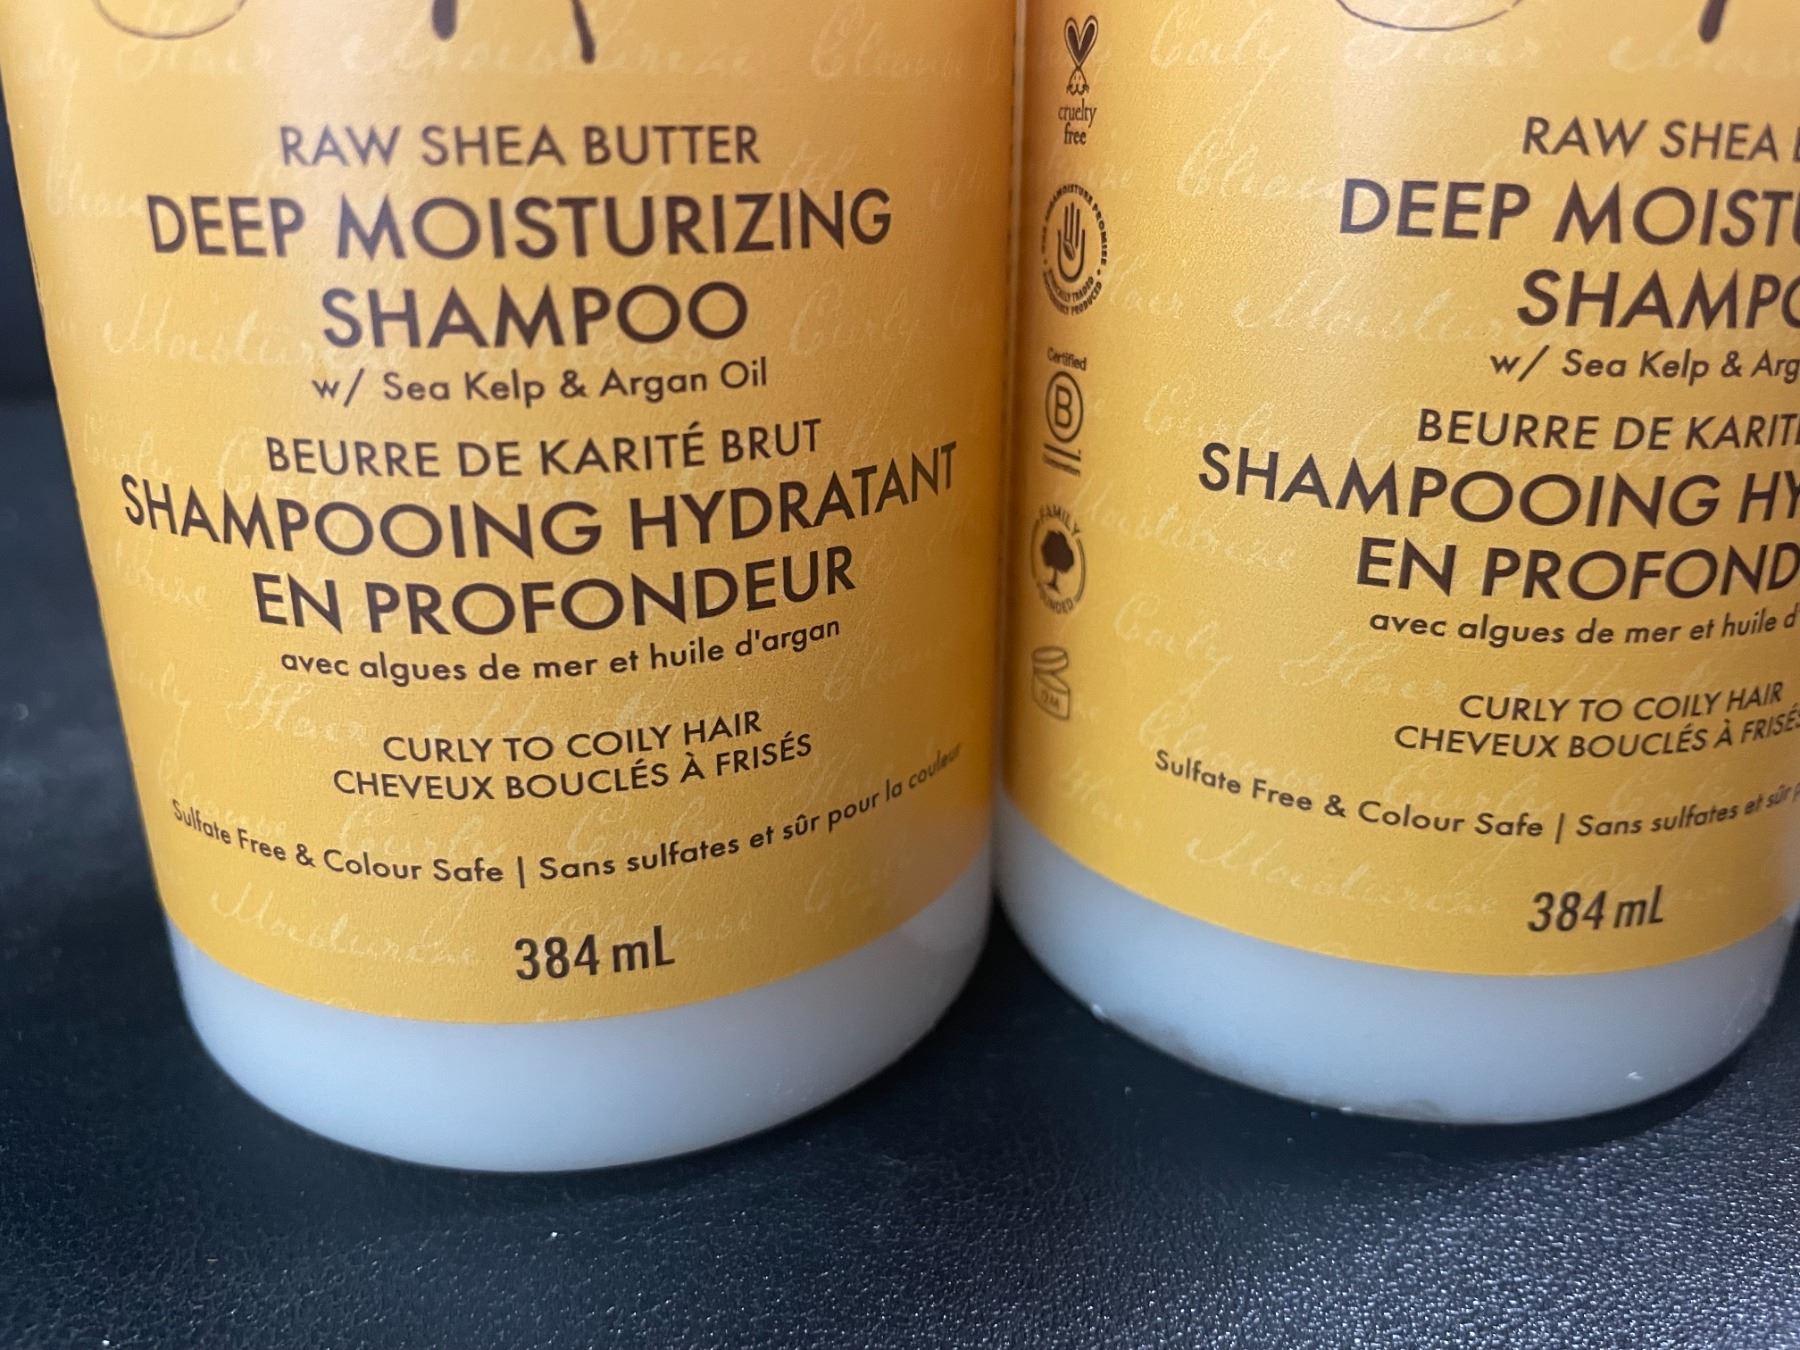 RAW SHEA BUTTER
DEEP MOISTURIZING
SHAMPOO
w/ Sea Kelp & Argan Oil
BEURRE DE KARITÉ BRUT
SHAMPOOING HYDRATANT
EN PROFONDEUR
avec algues de mer et huile d'argan
CURLY TO COILY HAIR
CHEVEUX BOUCLÉS À FRISÉS
Sulfate Free & Colour Safe | Sans sulfates et sûr pour la couleur
384 mL
cruelty
free
Certified
B
FAMILY
12M
RAW SHEA
DEEP
SHAMPO
w/ Sea Kelp & Arg
BEURRE DE KARITÉ
SHAMPOOING HY
EN PROFOND
avec algues de mer et huile d'
CURLY TO COILY HAIR
CHEVEUX BOUCLÉS À FRISÉS
Sulfate Free & Colour Safe | Sans sulfates et sûr
384 mL